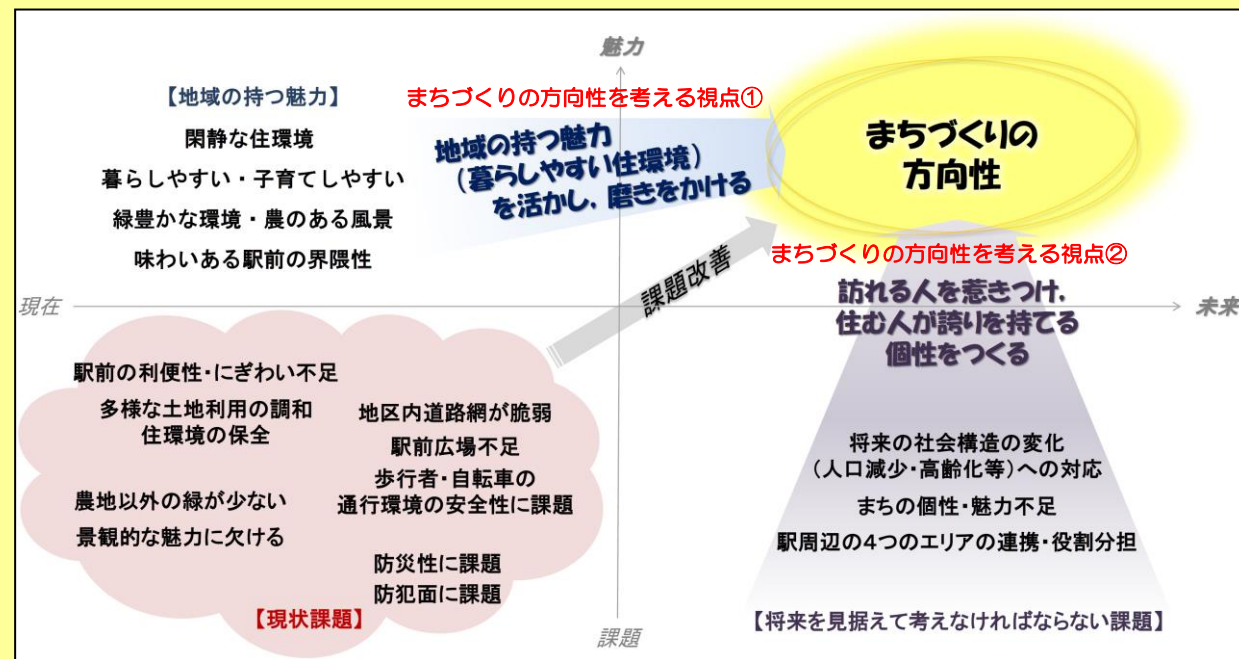 魅力
【地域の持つ魅力】
閑静な住環境
暮らしやすい・子育てしやすい
緑豊かな環境・農のある風景
味わいある駅前の界隈性
まちづくりの方向性を考える視点①
地域の持つ魅力
(暮らしやすい住環境)
を活かし，磨きをかける
まちづくりの
方向性
まちづくりの方向性を考える視点②
訪れる人を惹きつけ，
住む人が誇りを持てる
個性をつくる
課題改善
現在
未来
駅前の利便性・にぎわい不足
多様な土地利用の調和
住環境の保全
農地以外の緑が少ない
景観的な魅力に欠ける
地区内道路網が脆弱
駅前広場不足
歩行者・自転車の
通行環境の安全性に課題
防災性に課題
防犯面に課題
【現状課題】
将来の社会構造の変化
(人口減少・高齢化等)への対応
まちの個性・魅力不足
駅周辺の4つのエリアの連携・役割分担
【将来を見据えて考えなければならない課題】
課題